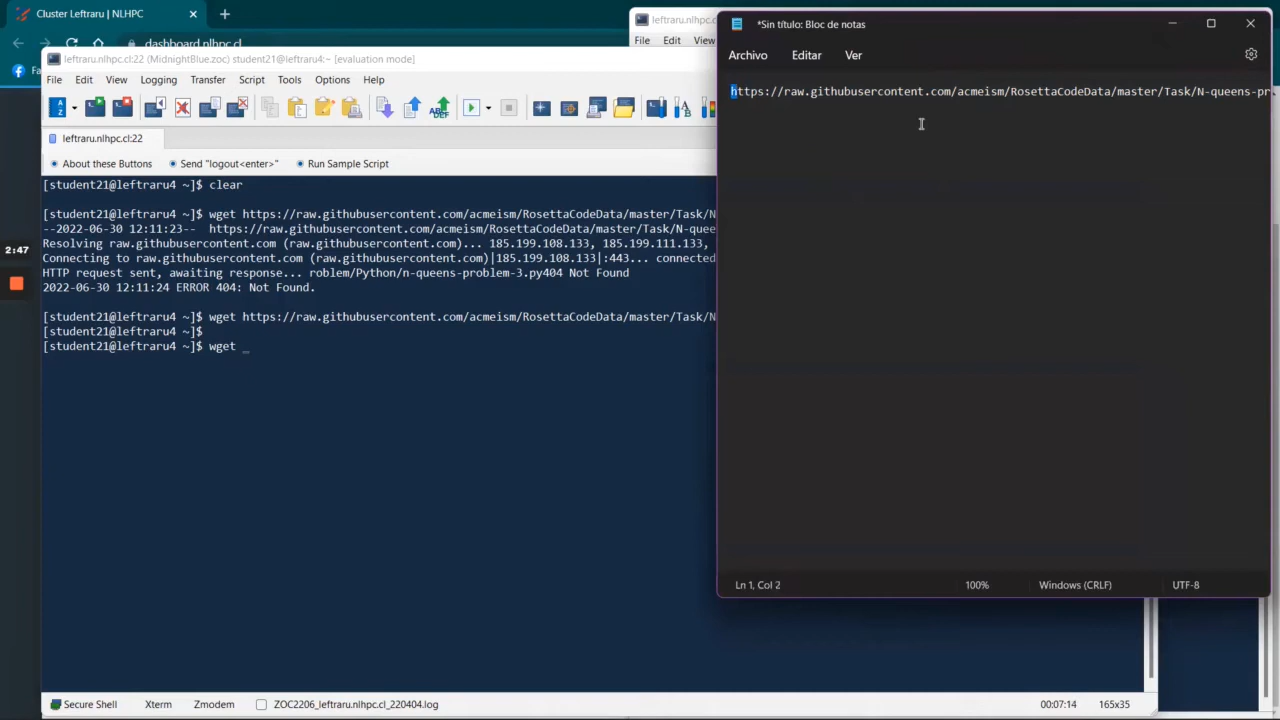 Cluster Leftraru | NLHPC
dashboard.nlhpc.cl
Fa
leftraru.nlhpc.c
File Edit View
leftraru.nlhpc.cl:22 (MidnightBlue.zoc) student21@leftraru4:~ [evaluation mode]
File Edit View Logging Transfer Script Tools Options Help
leftraru.nlhpc.cl:22
About these Buttons Send "logout<enter>" Run Sample Script
[student21@leftraru4 ~]$ clear
[student21@leftraru4 ~]$ wget https://raw.githubusercontent.com/acmeism/RosettaCodeData/master/Task/N
--2022-06-30 12:11:23-- https://raw.githubusercontent.com/acmeism/RosettaCodeData/master/Task/N-quee
Resolving raw.githubusercontent.com (raw.githubusercontent.com)... 185.199.108.133, 185.199.111.133,
Connecting to raw.githubusercontent.com (raw.githubusercontent.com)|185.199.108.133|:443... connected
HTTP request sent, awaiting response... roblem/Python/n-queens-problem-3.py404 Not Found
2022-06-30 12:11:24 ERROR 404: Not Found.
[student21@leftraru4 ~]$ wget https://raw.githubusercontent.com/acmeism/RosettaCodeData/master/Task/N
[student21@leftraru4 ~]$
[student21@leftraru4 ~]$ wget _
2:47
Secure Shell Xterm Zmodem ZOC2206_leftraru.nlhpc.cl_220404.log 00:07:14 165x35
*Sin título: Bloc de notas
Archivo Editar Ver
https://raw.githubusercontent.com/acmeism/RosettaCodeData/master/Task/N-queens-pr
Ln 1, Col 2 100% Windows (CRLF) UTF-8